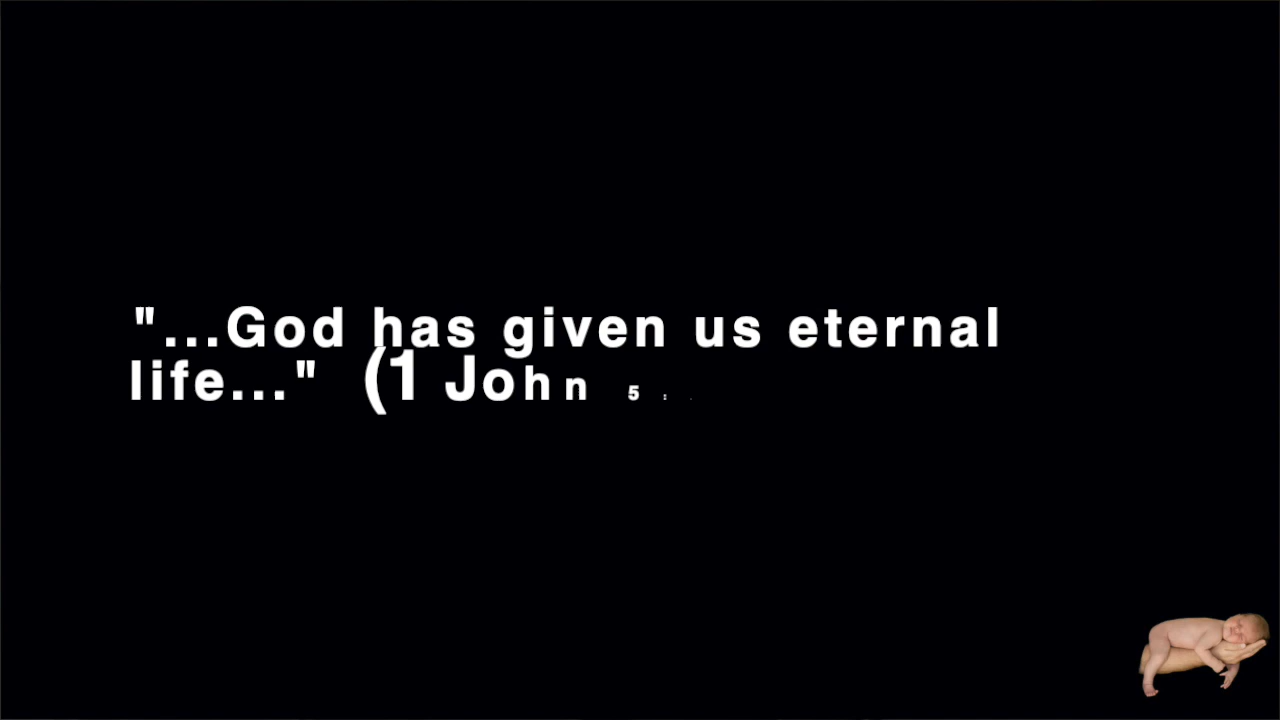 "...God has given us eternal
life..." (1 John 5: